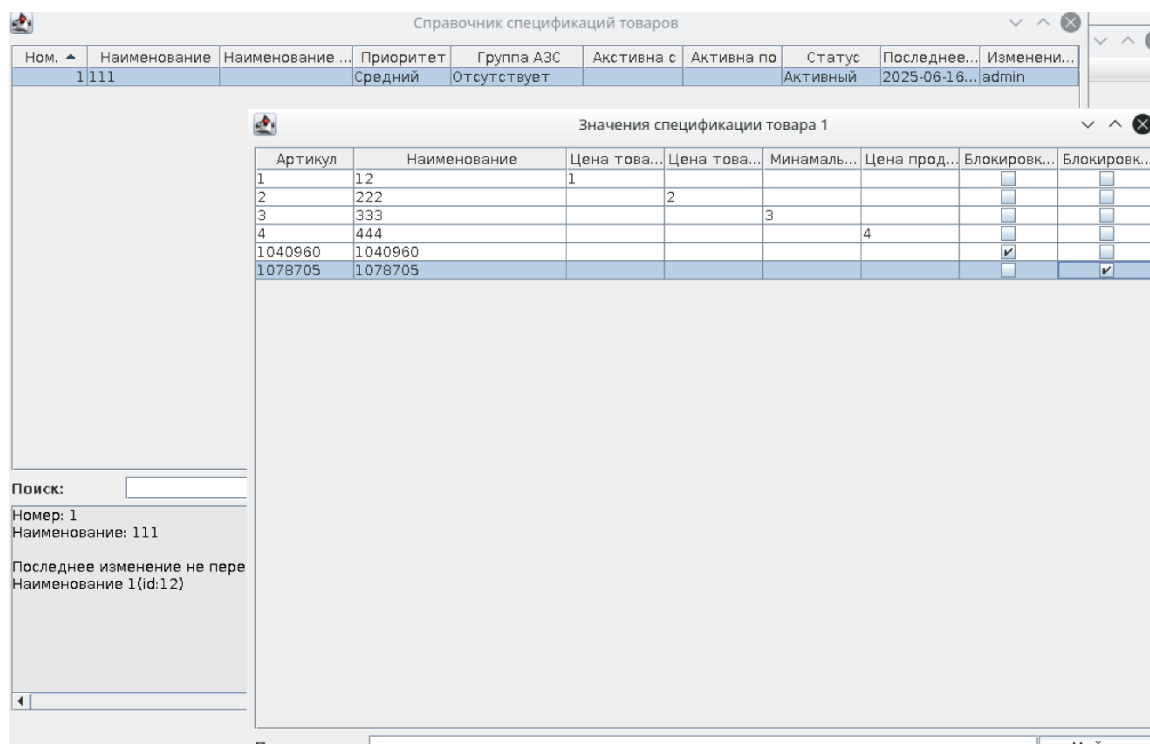 Справочник спецификаций товаров
Ном. Наименование Наименование ... Приоритет Группа АЗС Акстивна с Активна по Статус Последнее... Изменени...
1 111 Средний Отсутствует Активный 2025-06-16... admin
Значения спецификации товара 1
Артикул Наименование Цена това... Цена това... Минамаль... Цена прод... Блокировк... Блокировк...
1 12 1
2 222 2
3 333 3
4 444 4
1040960 1040960
1078705 1078705
Поиск:
Номер: 1
Наименование: 111
Последнее изменение не пере
Наименование 1(id:12)